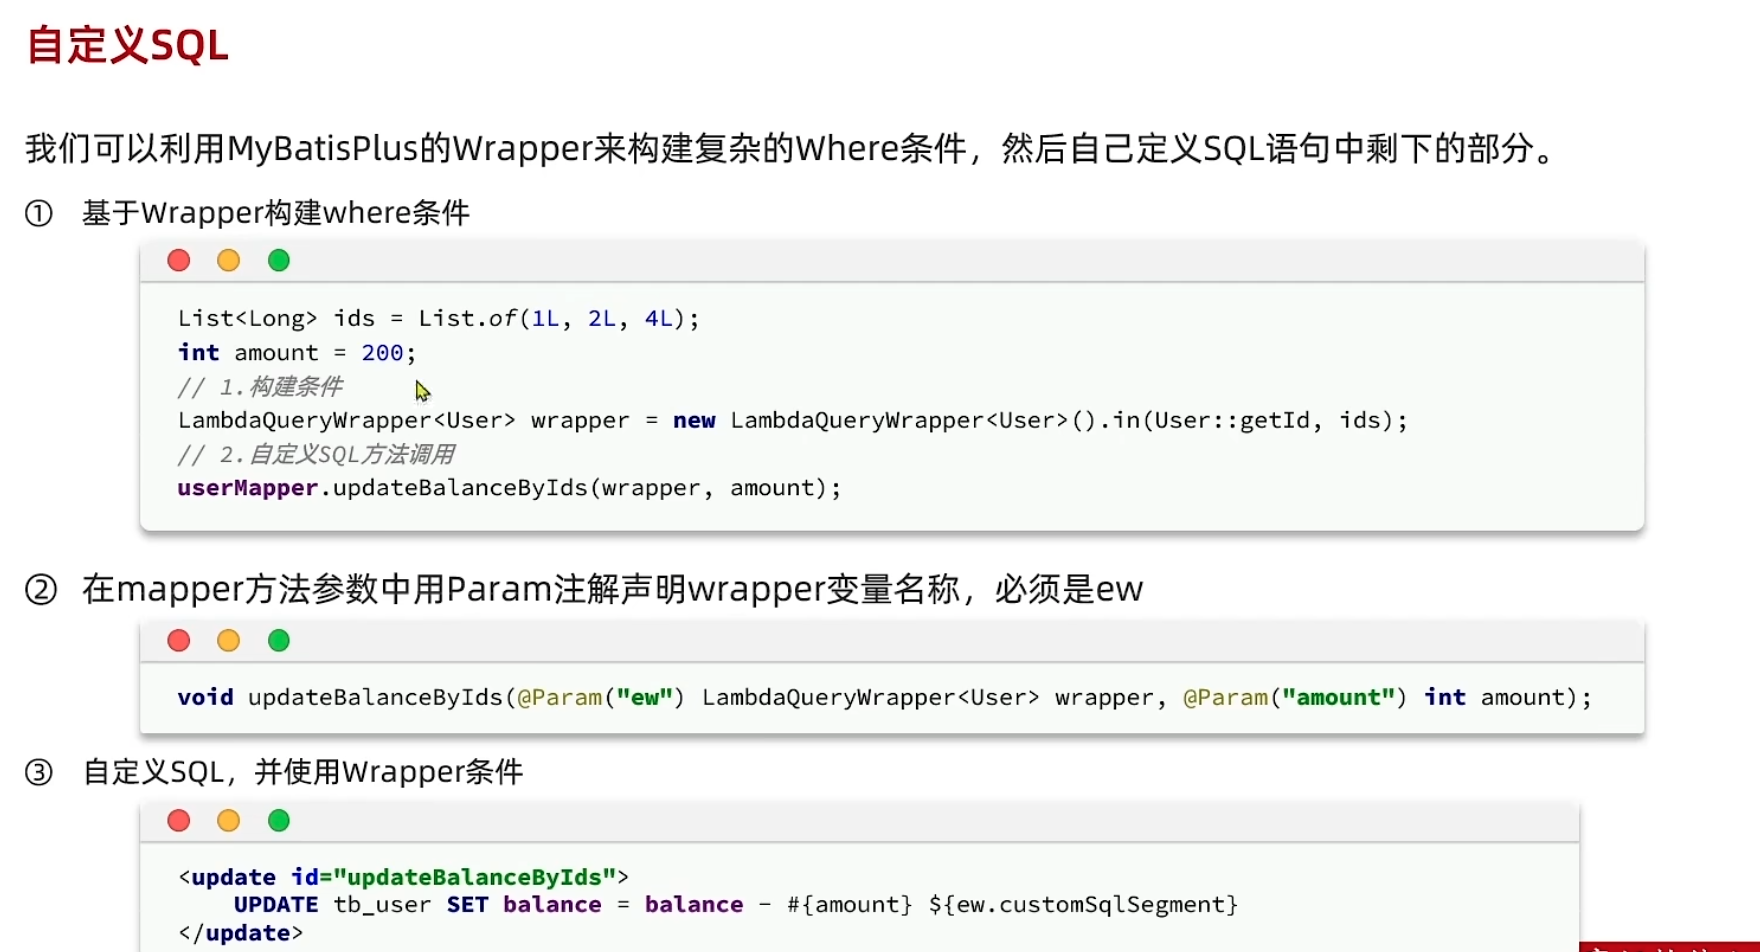 自定义SQL
我们可以利用MyBatisPlus的Wrapper来构建复杂的Where条件，然后自己定义SQL语句中剩下的部分。
① 基于Wrapper构建where条件
List<Long> ids = List.of(1L, 2L, 4L);
int amount = 200;
// 1.构建条件
LambdaQueryWrapper<User> wrapper = new LambdaQueryWrapper<User>().in(User::getId, ids);
// 2.自定义SQL方法调用
userMapper.updateBalanceByIds(wrapper, amount);
② 在mapper方法参数中用Param注解声明wrapper变量名称，必须是ew
void updateBalanceByIds(@Param("ew") LambdaQueryWrapper<User> wrapper, @Param("amount") int amount);
③ 自定义SQL，并使用Wrapper条件
<update id="updateBalanceByIds">
    UPDATE tb_user SET balance = balance - #{amount} ${ew.customSqlSegment}
</update>